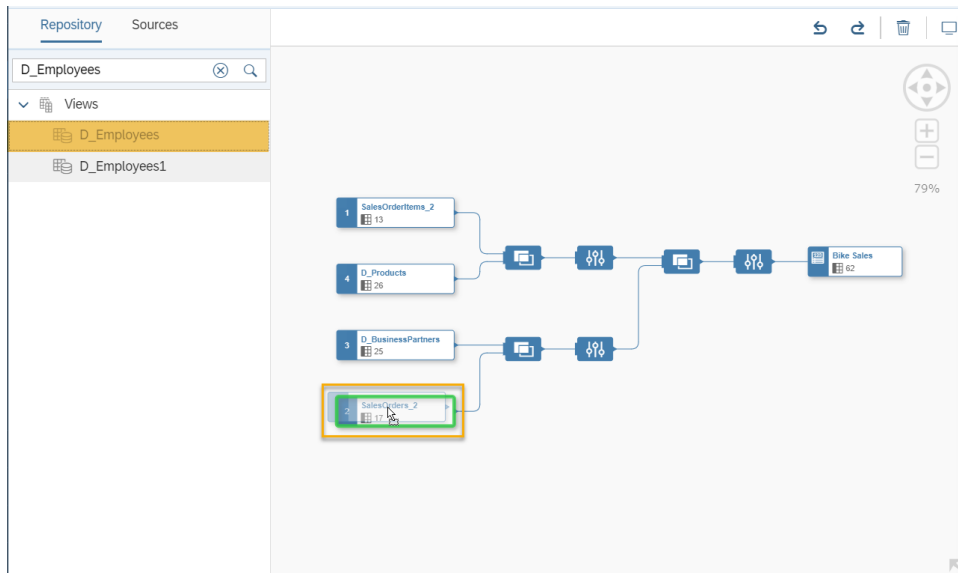 Repository Sources
D_Employees
Views
D_Employees
D_Employees1
79%
1 SalesOrderItems_2
13
4 D_Products
26
3 D_BusinessPartners
25
2 SalesOrders_2
17
Bike Sales
62